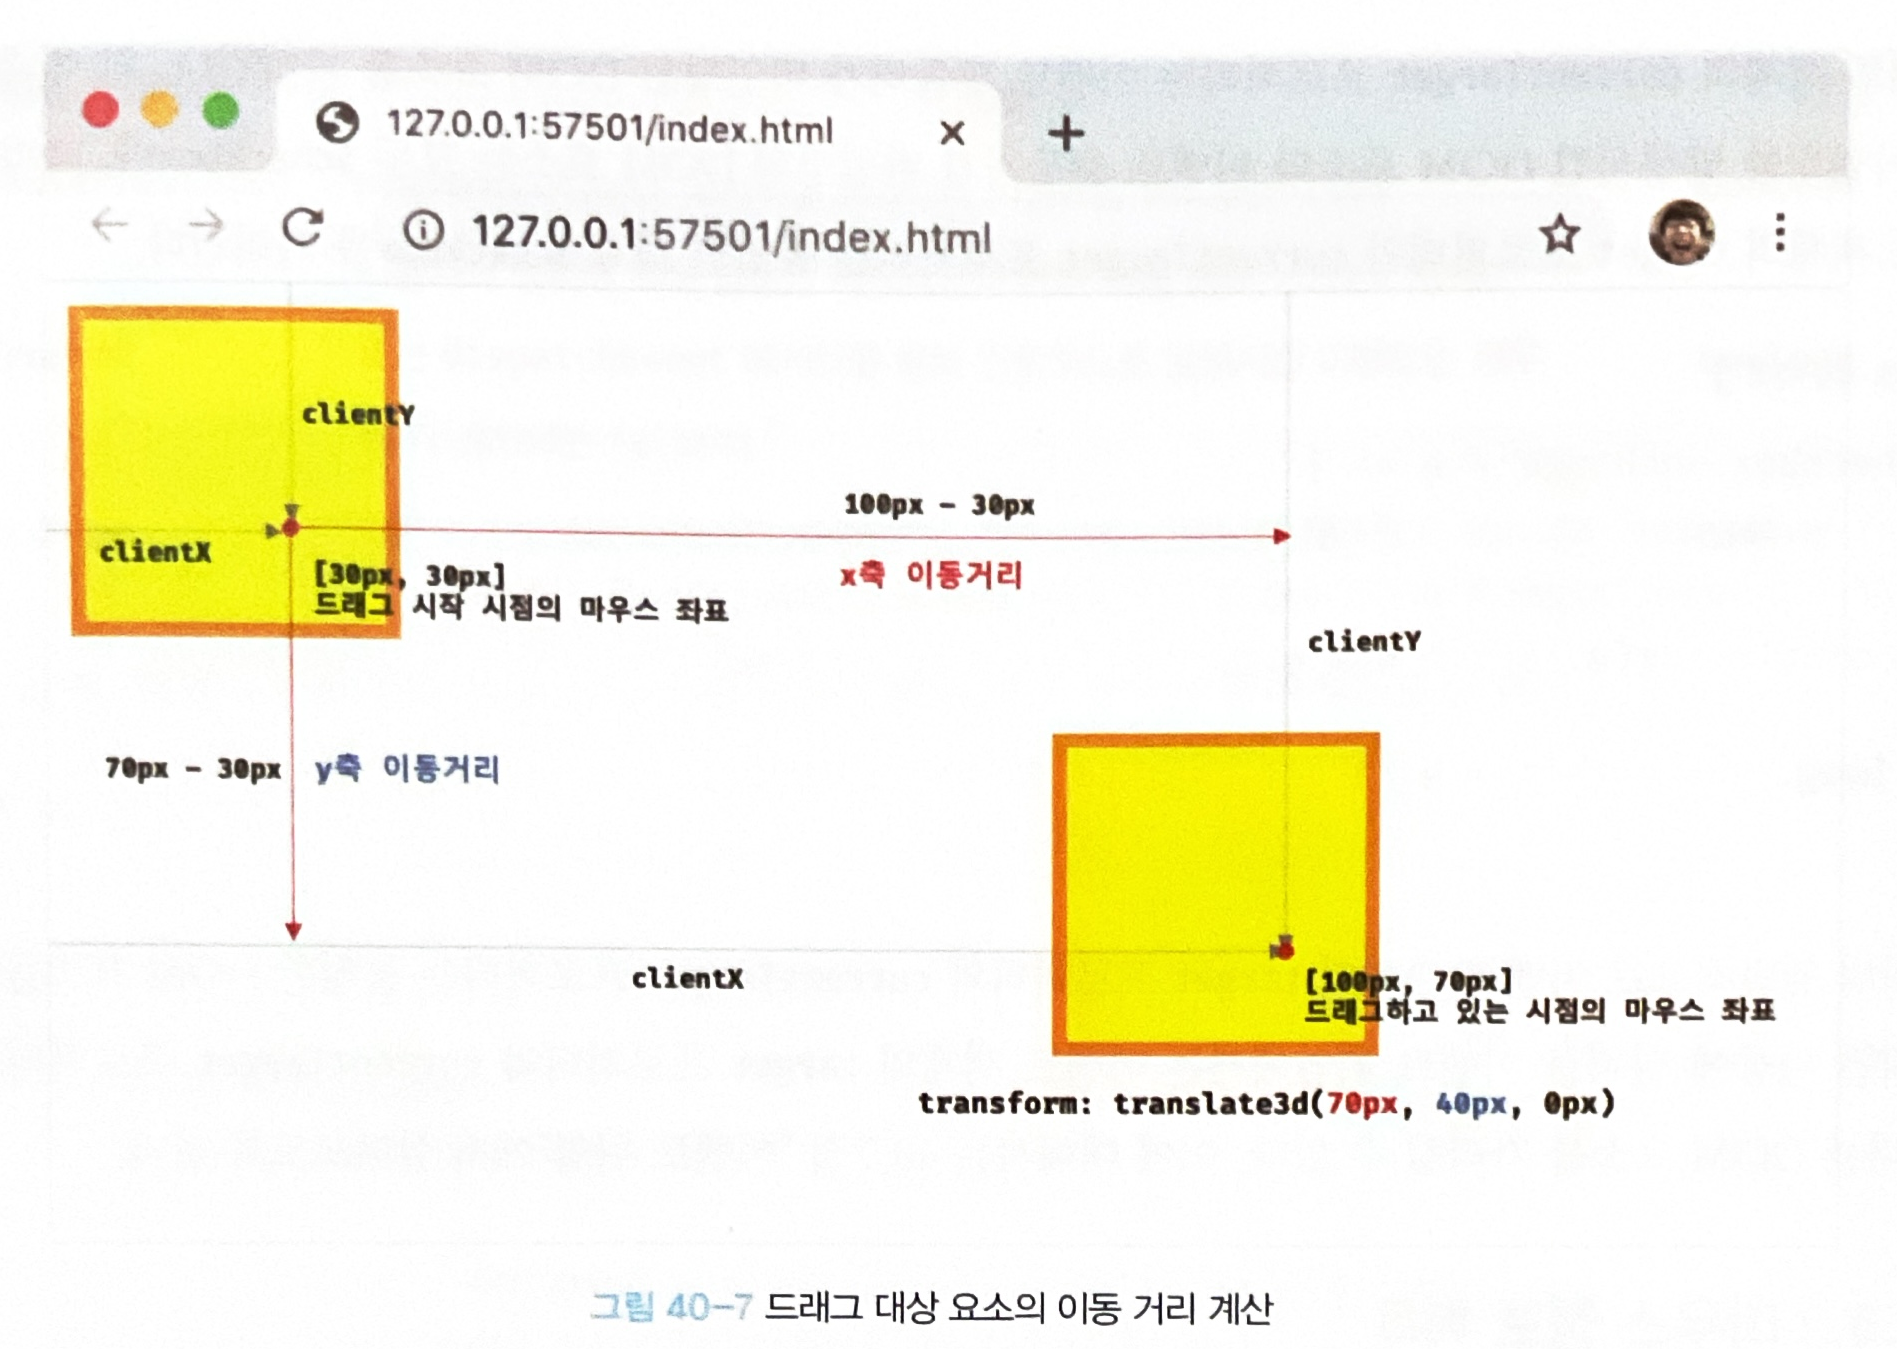 127.0.0.1:57501/index.html
127.0.0.1:57501/index.html
clientY
100px - 30px
clientX
x축 이동거리
[30px, 30px]
드래그 시작 시점의 마우스 좌표
clientY
70px - 30px
y축 이동거리
clientX
[100px, 70px]
드래그하고 있는 시점의 마우스 좌표
transform: translate3d(70px, 40px, 0px)
그림 40-7 드래그 대상 요소의 이동 거리 계산